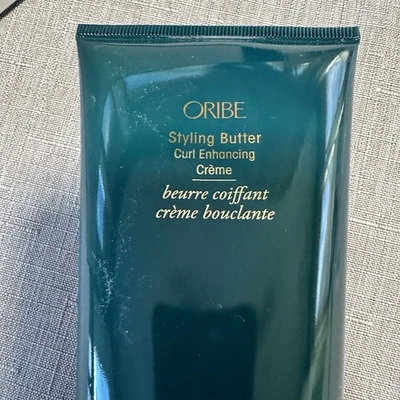 ORIBE
Styling Butter
Curl Enhancing
Crème
beurre coiffant
crème bouclante